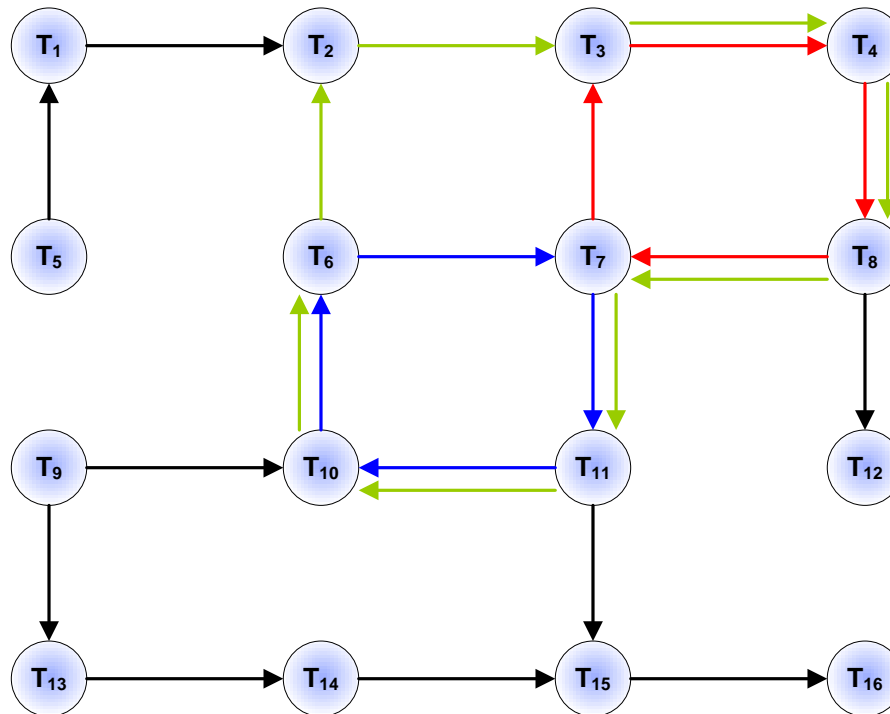 T₁ T₂ T₃ T₄
T₅ T₆ T₇ T₈
T₉ T₁₀ T₁₁ T₁₂
T₁₃ T₁₄ T₁₅ T₁₆